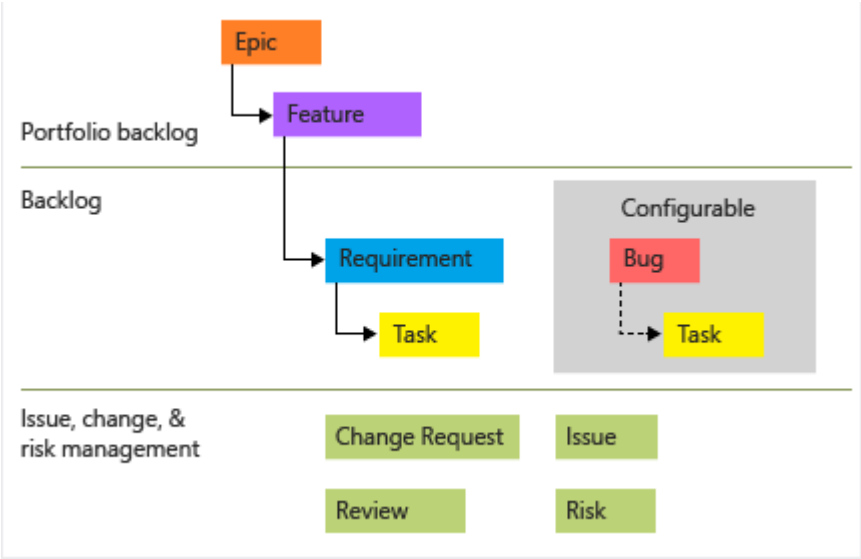 Epic
Feature
Portfolio backlog
Backlog
Configurable
Requirement
Bug
Task
Task
Issue, change, &
risk management
Change Request
Issue
Review
Risk